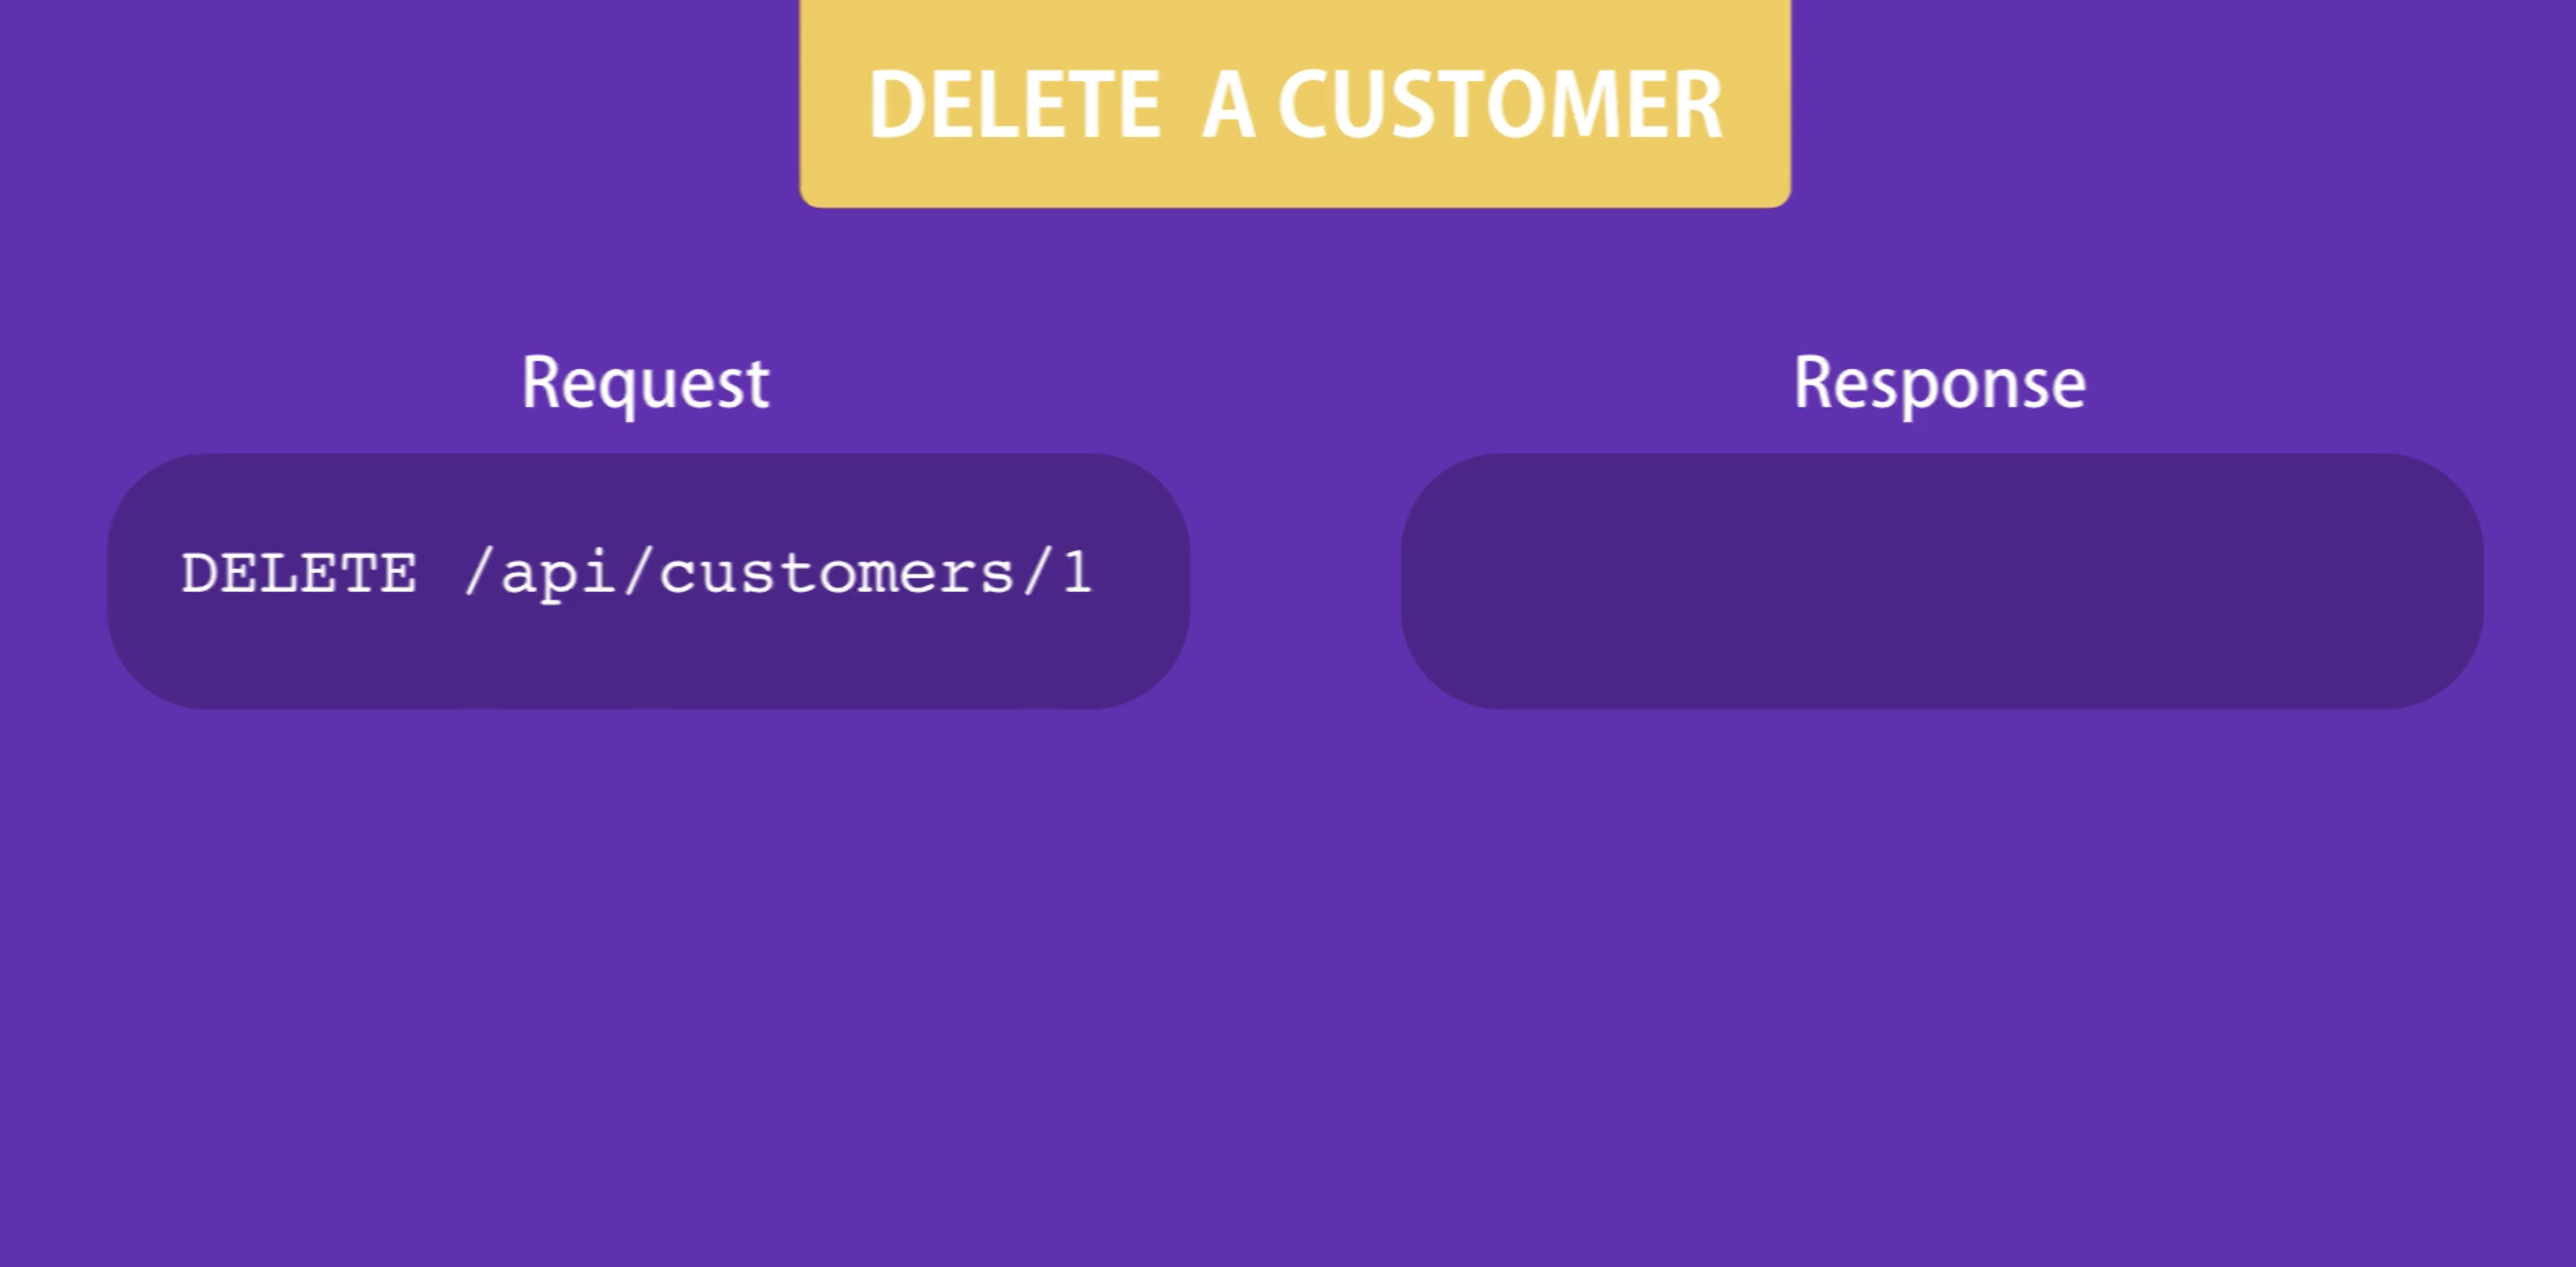 DELETE A CUSTOMER
Request
Response
DELETE /api/customers/1